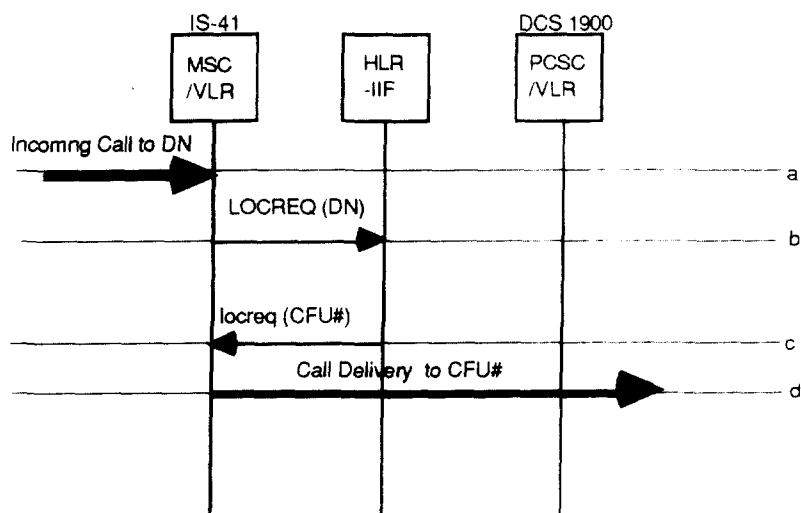 IS-41
DCS 1900
MSC
/VLR
HLR
-IIF
PCSC
/VLR
Incomng Call to DN
a
LOCREQ (DN)
b
locreq (CFU#)
c
Call Delivery to CFU#
d